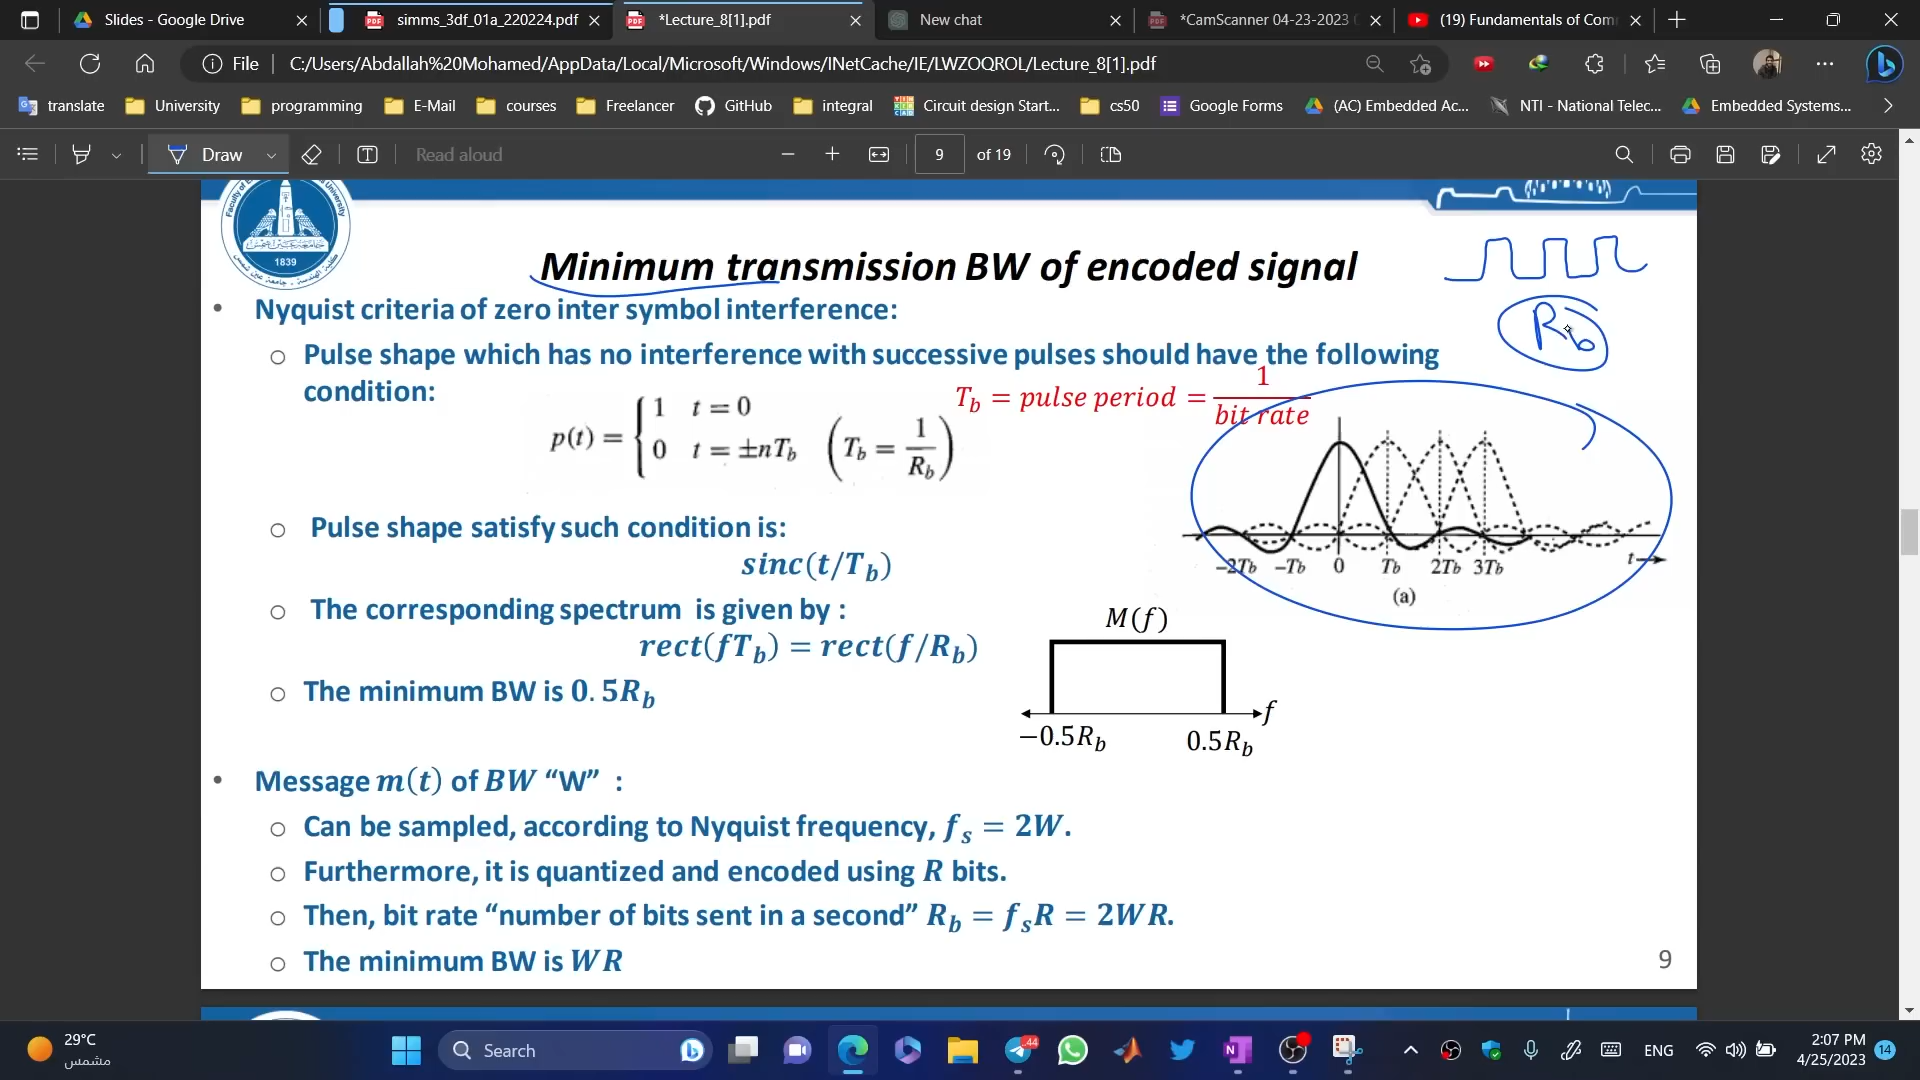 Slides - Google Drive
simms_3df_01a_220224.pdf
*Lecture_8[1].pdf
New chat
*CamScanner 04-23-2023
(19) Fundamentals of Com
File
C:/Users/Abdallah%20Mohamed/AppData/Local/Microsoft/Windows/INetCache/IE/LWZOQROL/Lecture_8[1].pdf
translate
University
programming
E-Mail
courses
Freelancer
GitHub
integral
Circuit design Start...
cs50
Google Forms
(AC) Embedded Ac...
NTI - National Telec...
Embedded Systems...
Draw
Read aloud
9
of 19
1839
Minimum transmission BW of encoded signal
• Nyquist criteria of zero inter symbol interference:
R_b
○ Pulse shape which has no interference with successive pulses should have the following
condition:
p(t) = { 1 t = 0
0 t = ±nT_b (T_b = 1/R_b)
T_b = pulse period = 1/bit rate
-2Tb -Tb 0 Tb 2Tb 3Tb t→
(a)
○ Pulse shape satisfy such condition is:
sinc(t/T_b)
○ The corresponding spectrum is given by :
rect(fT_b) = rect(f/R_b)
M(f)
f
−0.5R_b 0.5R_b
○ The minimum BW is 0.5R_b
• Message m(t) of BW “W” :
○ Can be sampled, according to Nyquist frequency, f_s = 2W.
○ Furthermore, it is quantized and encoded using R bits.
○ Then, bit rate “number of bits sent in a second” R_b = f_sR = 2WR.
○ The minimum BW is WR
9
29°C
مشمس
Search
44
ENG
2:07 PM
4/25/2023
14